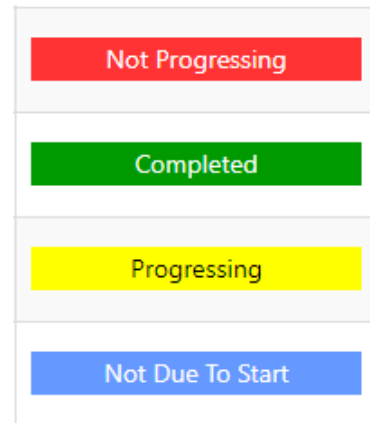 Not Progressing
Completed
Progressing
Not Due To Start